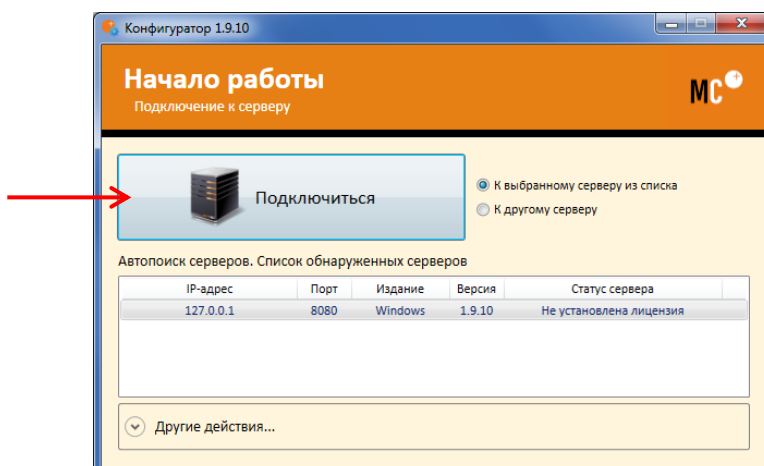 Конфигуратор 1.9.10
Начало работы
Подключение к серверу
МС+
Подключиться
К выбранному серверу из списка
К другому серверу
Автопоиск серверов. Список обнаруженных серверов
IP-адрес Порт Издание Версия Статус сервера
127.0.0.1 8080 Windows 1.9.10 Не установлена лицензия
Другие действия...